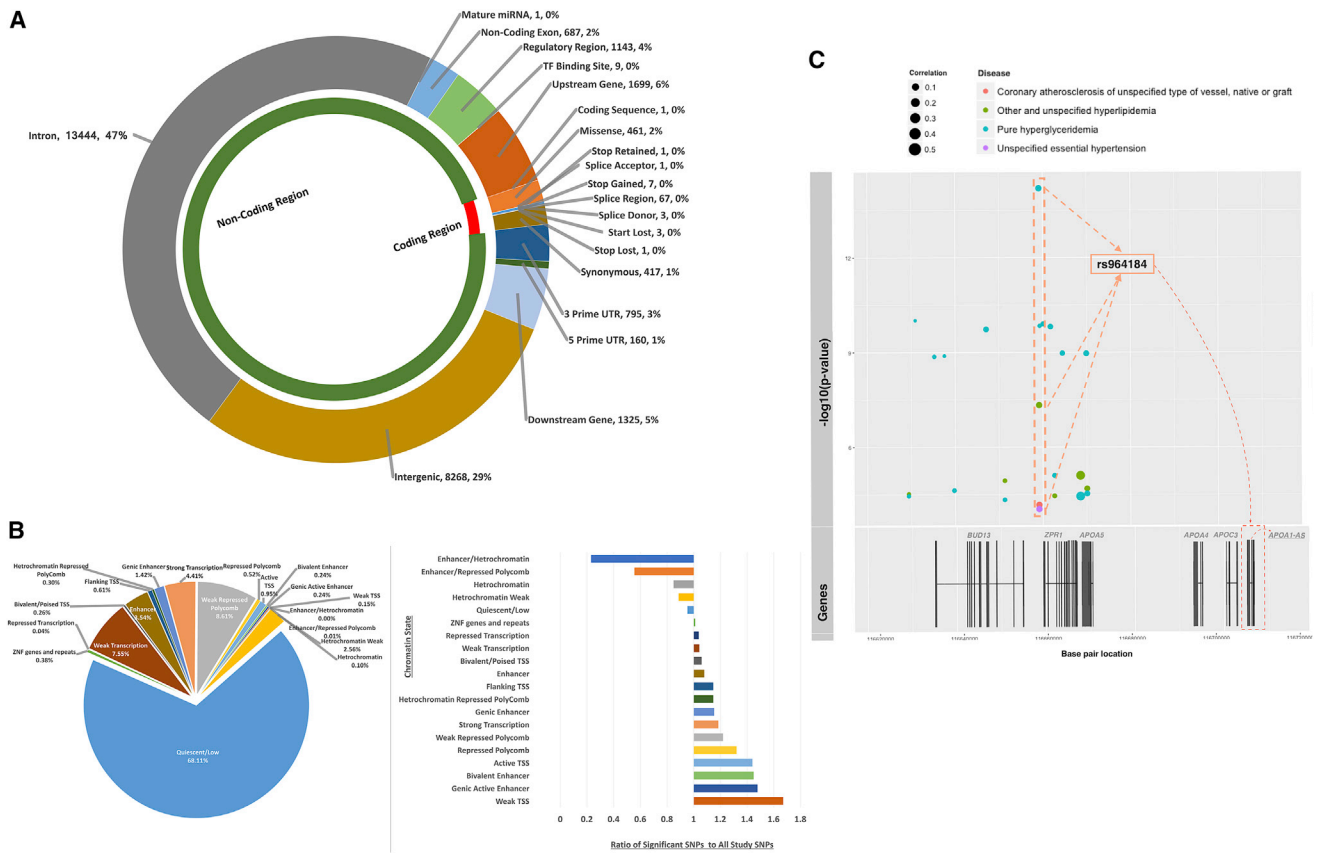 A
Mature miRNA, 1, 0%
Non-Coding Exon, 687, 2%
Regulatory Region, 1143, 4%
TF Binding Site, 9, 0%
Upstream Gene, 1699, 6%
Coding Sequence, 1, 0%
Missense, 461, 2%
Stop Retained, 1, 0%
Splice Acceptor, 1, 0%
Stop Gained, 7, 0%
Splice Region, 67, 0%
Splice Donor, 3, 0%
Start Lost, 3, 0%
Stop Lost, 1, 0%
Synonymous, 417, 1%
3 Prime UTR, 795, 3%
5 Prime UTR, 160, 1%
Downstream Gene, 1325, 5%
Intergenic, 8268, 29%
Intron, 13444, 47%
Non-Coding Region
Coding Region
B
Hetrochromatin Repressed
PolyComb
0.30%
Genic Enhancer
1.42%
Strong Transcription
4.41%
Repressed Polycomb
0.52%
Active
TSS
0.95%
Bivalent Enhancer
0.24%
Genic Active Enhancer
0.24%
Weak TSS
0.15%
Enhancer/Hetrochromatin
0.00%
Enhancer/Repressed Polycomb
0.01%
Hetrochromatin Weak
2.56%
Hetrochromatin
0.10%
Flanking TSS
0.61%
Bivalent/Poised TSS
0.26%
Repressed Transcription
0.04%
ZNF genes and repeats
0.38%
Enhancer
4.54%
Weak Repressed
Polycomb
8.61%
Weak Transcription
7.55%
Quiescent/Low
68.11%
Chromatin State
Enhancer/Hetrochromatin
Enhancer/Repressed Polycomb
Hetrochromatin
Hetrochromatin Weak
Quiescent/Low
ZNF genes and repeats
Repressed Transcription
Weak Transcription
Bivalent/Poised TSS
Enhancer
Flanking TSS
Hetrochromatin Repressed PolyComb
Genic Enhancer
Strong Transcription
Weak Repressed Polycomb
Repressed Polycomb
Active TSS
Bivalent Enhancer
Genic Active Enhancer
Weak TSS
0 0.2 0.4 0.6 0.8 1 1.2 1.4 1.6 1.8
Ratio of Significant SNPs to All Study SNPs
C
Correlation
0.1
0.2
0.3
0.4
0.5
Disease
Coronary atherosclerosis of unspecified type of vessel, native or graft
Other and unspecified hyperlipidemia
Pure hyperglyceridemia
Unspecified essential hypertension
-log10(p-value)
12
9
6
rs964184
Genes
BUD13 ZPR1 APOA5 APOA4 APOC3 APOA1-AS
Base pair location